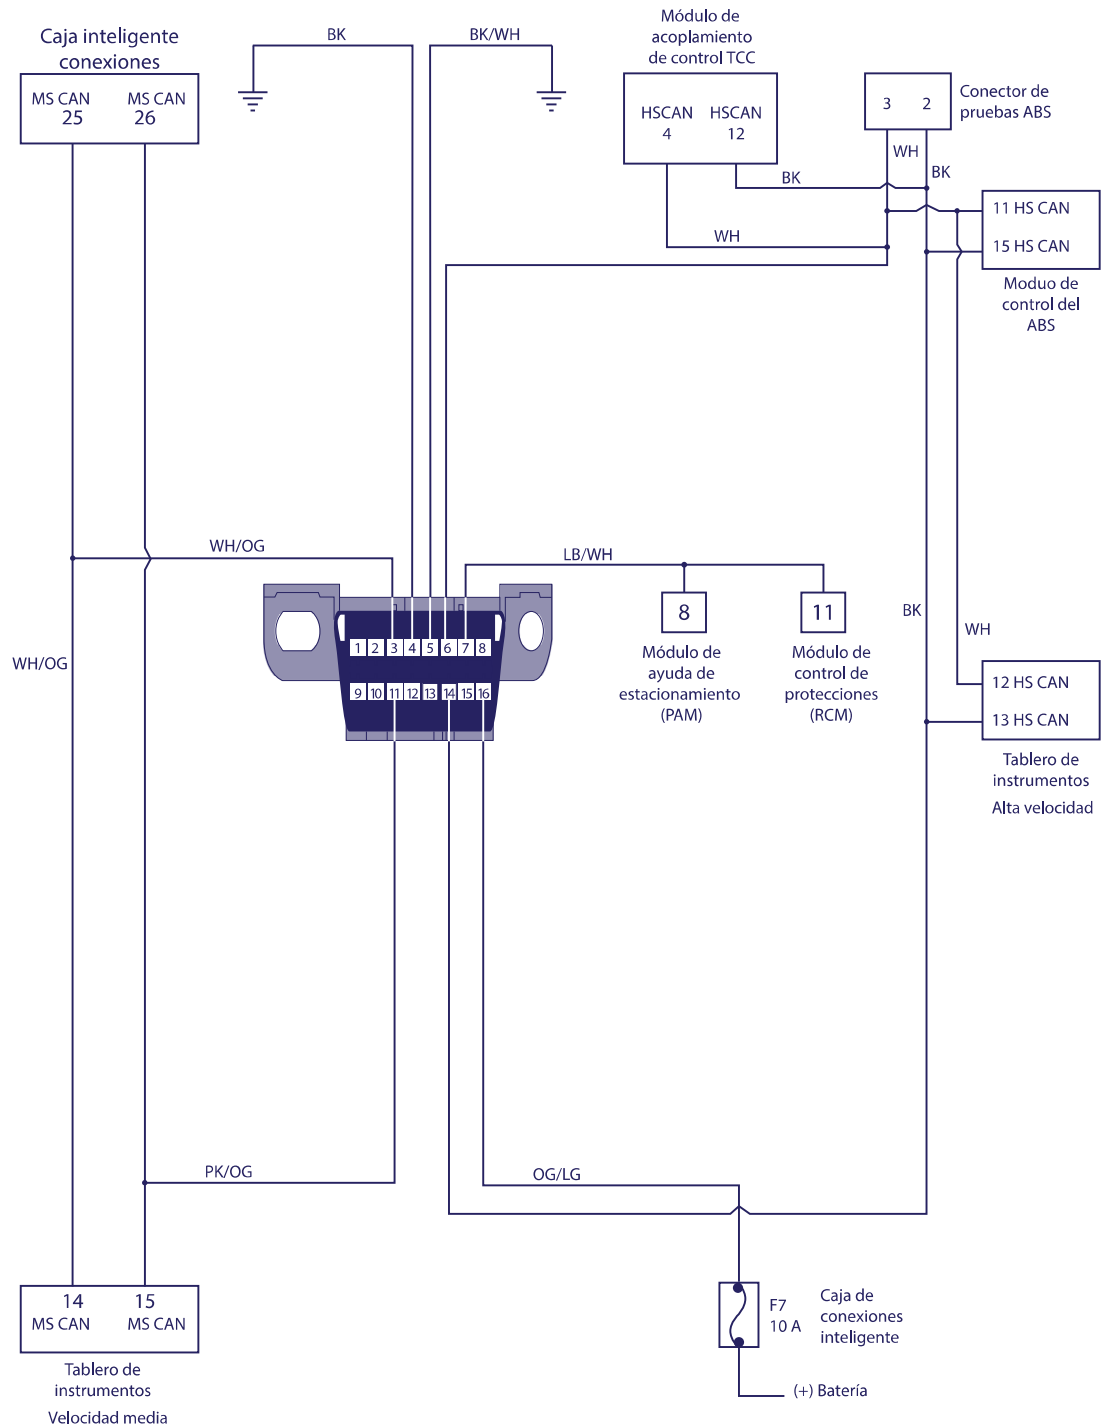 Caja inteligente
conexiones
MS CAN
25
MS CAN
26
BK
BK/WH
Módulo de
acoplamiento
de control TCC
HSCAN
4
HSCAN
12
3 2
Conector de
pruebas ABS
WH
BK
BK
WH
11 HS CAN
15 HS CAN
Moduo de
control del
ABS
WH/OG
LB/WH
8
11
Módulo de
ayuda de
estacionamiento
(PAM)
Módulo de
control de
protecciones
(RCM)
BK
WH
WH/OG
1 2 3 4 5 6 7 8
9 10 11 12 13 14 15 16
12 HS CAN
13 HS CAN
Tablero de
instrumentos
Alta velocidad
PK/OG
OG/LG
14
MS CAN
15
MS CAN
Tablero de
instrumentos
Velocidad media
F7
10 A
Caja de
conexiones
inteligente
(+) Batería